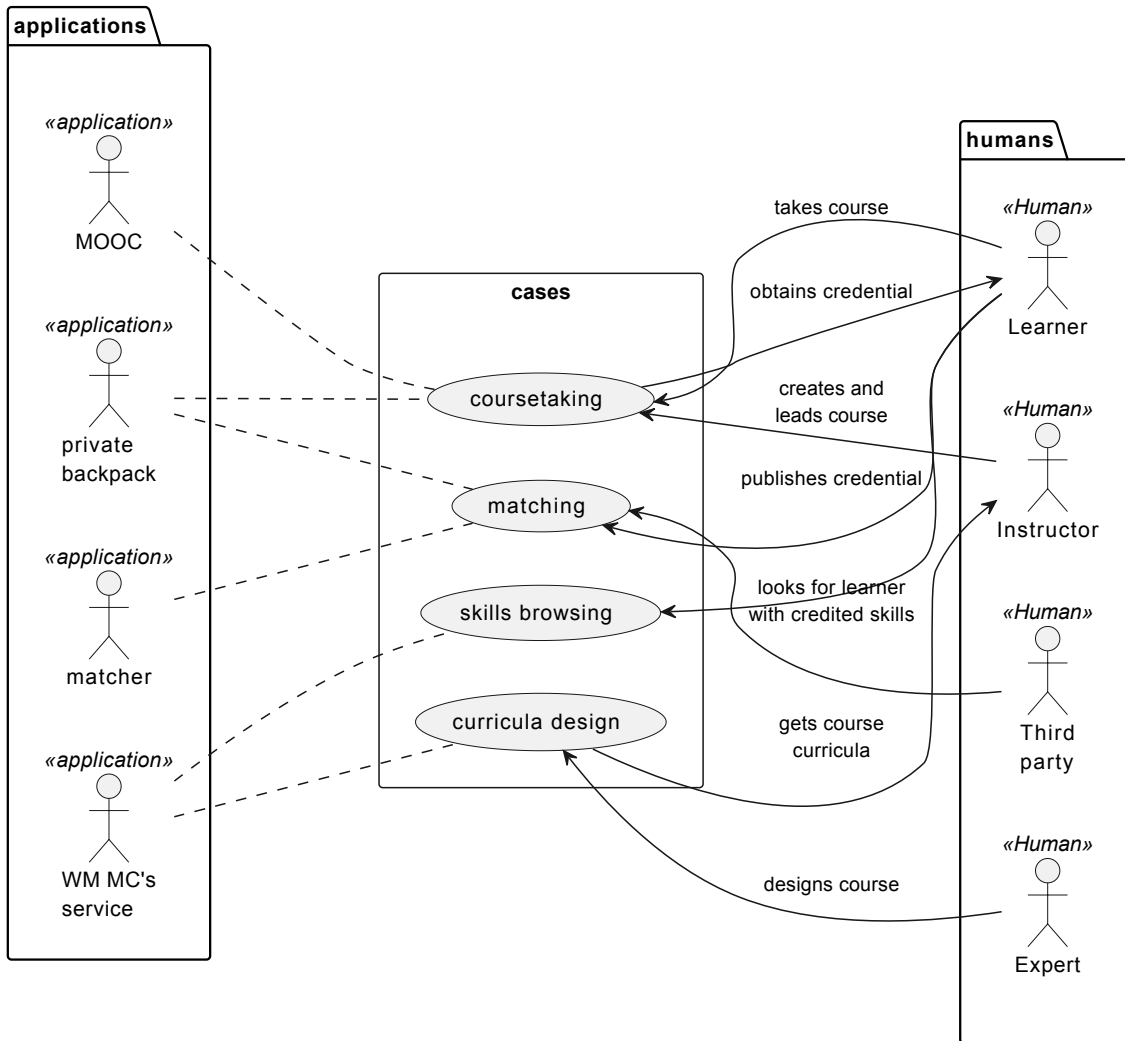 applications
«application»
MOOC
«application»
private
backpack
«application»
matcher
«application»
WM MC's
service
cases
coursetaking
matching
skills browsing
curricula design
takes course
obtains credential
creates and
leads course
publishes credential
looks for learner
with credited skills
gets course
curricula
designs course
humans
«Human»
Learner
«Human»
Instructor
«Human»
Third
party
«Human»
Expert